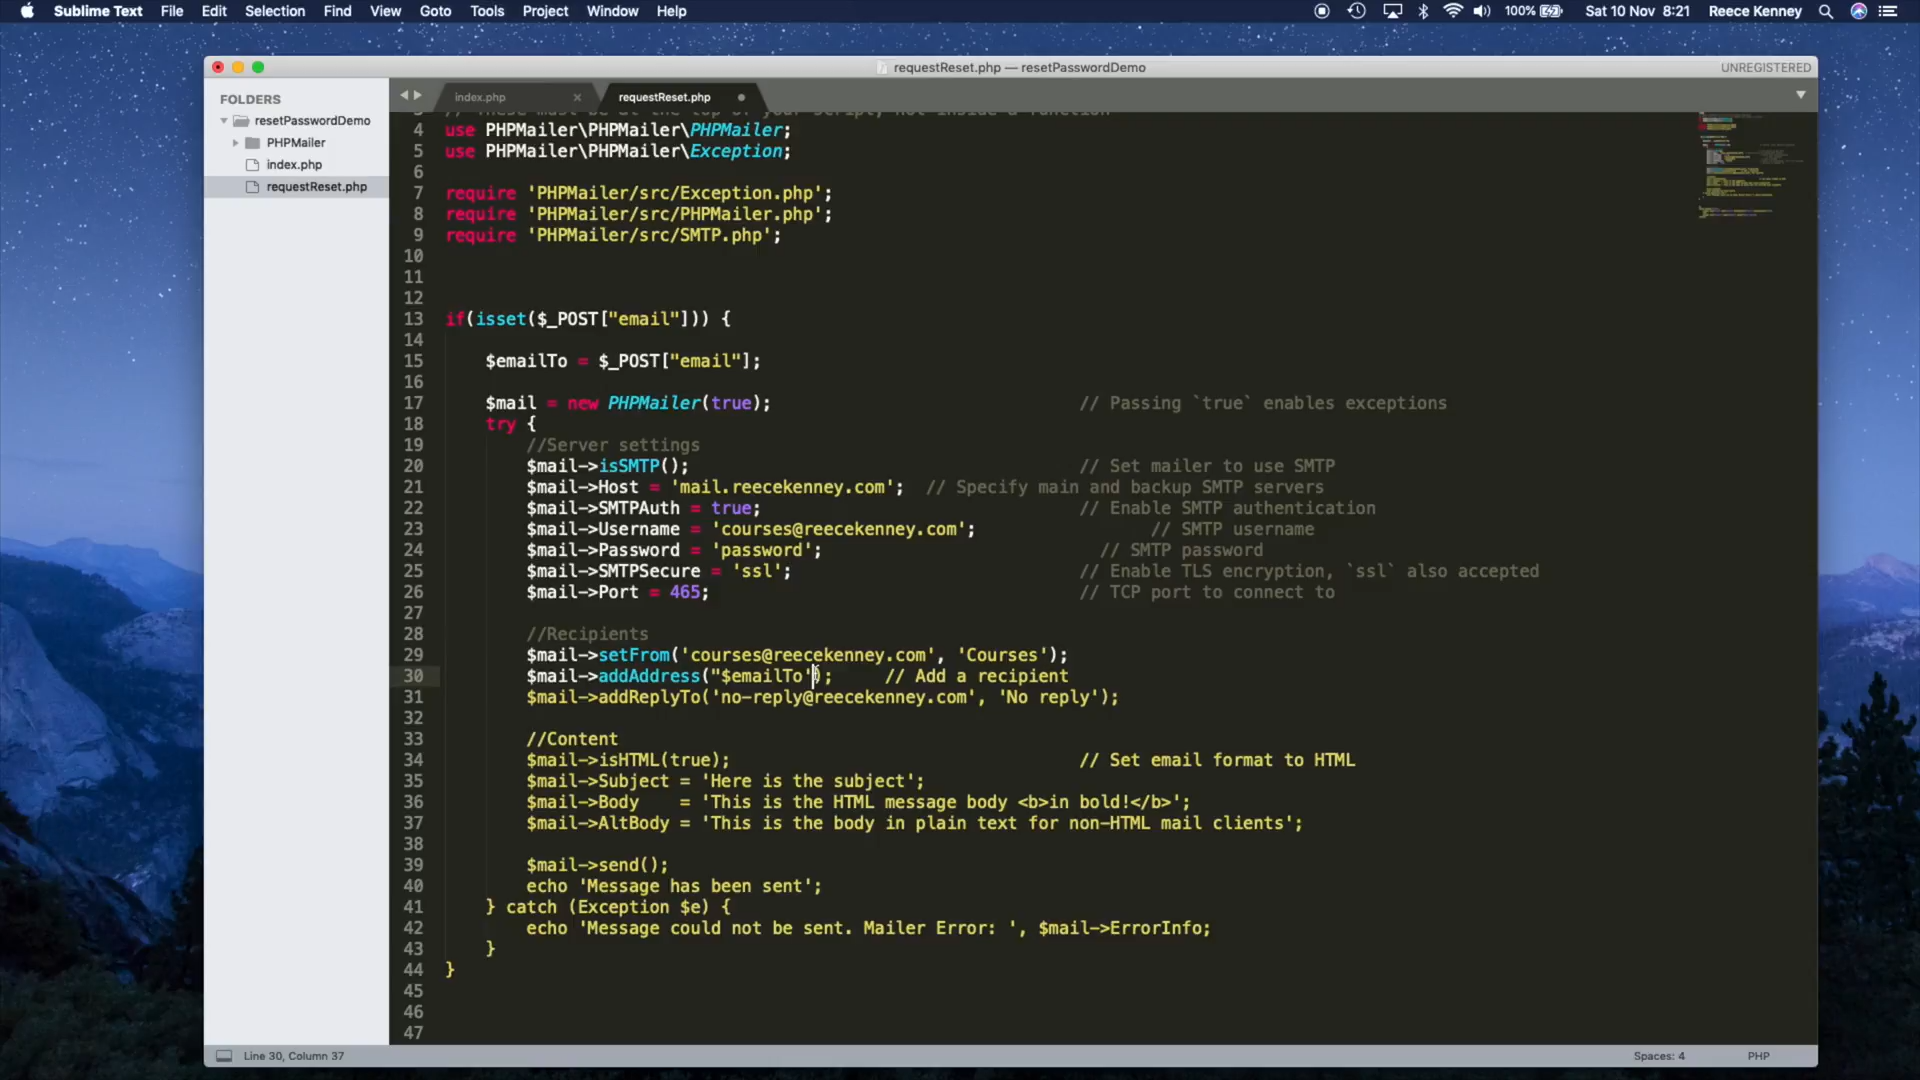 Sublime Text File Edit Selection Find View Goto Tools Project Window Help 100% Sat 10 Nov 8:21 Reece Kenney
requestReset.php — resetPasswordDemo UNREGISTERED
FOLDERS
resetPasswordDemo
PHPMailer
index.php
requestReset.php
index.php requestReset.php
// These must be at the top of your script, not inside a function
4 use PHPMailer\PHPMailer\PHPMailer;
5 use PHPMailer\PHPMailer\Exception;
6
7 require 'PHPMailer/src/Exception.php';
8 require 'PHPMailer/src/PHPMailer.php';
9 require 'PHPMailer/src/SMTP.php';
10
11
12
13 if(isset($_POST["email"])) {
14
15 $emailTo = $_POST["email"];
16
17 $mail = new PHPMailer(true); // Passing `true` enables exceptions
18 try {
19 //Server settings
20 $mail->isSMTP(); // Set mailer to use SMTP
21 $mail->Host = 'mail.reecekenney.com'; // Specify main and backup SMTP servers
22 $mail->SMTPAuth = true; // Enable SMTP authentication
23 $mail->Username = 'courses@reecekenney.com'; // SMTP username
24 $mail->Password = 'password'; // SMTP password
25 $mail->SMTPSecure = 'ssl'; // Enable TLS encryption, `ssl` also accepted
26 $mail->Port = 465; // TCP port to connect to
27
28 //Recipients
29 $mail->setFrom('courses@reecekenney.com', 'Courses');
30 $mail->addAddress("$emailTo'); // Add a recipient
31 $mail->addReplyTo('no-reply@reecekenney.com', 'No reply');
32
33 //Content
34 $mail->isHTML(true); // Set email format to HTML
35 $mail->Subject = 'Here is the subject';
36 $mail->Body = 'This is the HTML message body <b>in bold!</b>';
37 $mail->AltBody = 'This is the body in plain text for non-HTML mail clients';
38
39 $mail->send();
40 echo 'Message has been sent';
41 } catch (Exception $e) {
42 echo 'Message could not be sent. Mailer Error: ', $mail->ErrorInfo;
43 }
44 }
45
46
47
Line 30, Column 37 Spaces: 4 PHP